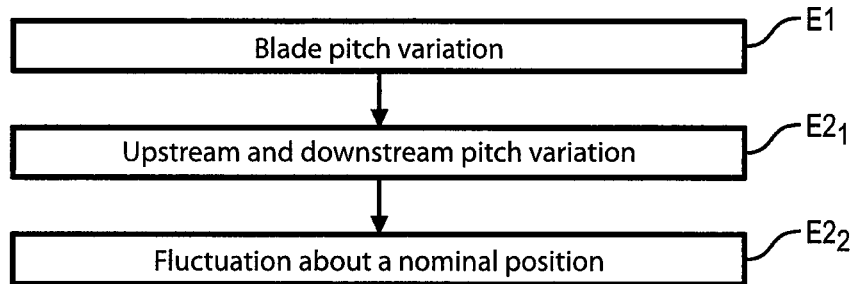 Blade pitch variation
E1
Upstream and downstream pitch variation
E2₁
Fluctuation about a nominal position
E2₂